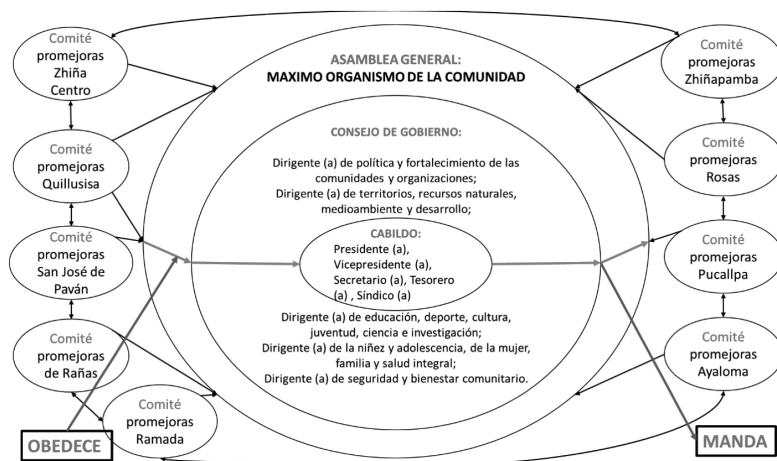 Comité
promejoras
Zhiña
Centro
Comité
promejoras
Quillusisa
Comité
promejoras
San José de
Paván
Comité
promejoras
de Rañas
Comité
promejoras
Ramada
OBEDECE
ASAMBLEA GENERAL:
MAXIMO ORGANISMO DE LA COMUNIDAD
CONSEJO DE GOBIERNO:
Dirigente (a) de política y fortalecimiento de las
comunidades y organizaciones;
Dirigente (a) de territorios, recursos naturales,
medioambiente y desarrollo;
CABILDO:
Presidente (a),
Vicepresidente (a),
Secretario (a), Tesorero
(a) , Síndico (a)
Dirigente (a) de educación, deporte, cultura,
juventud, ciencia e investigación;
Dirigente (a) de la niñez y adolescencia, de la mujer,
familia y salud integral;
Dirigente (a) de seguridad y bienestar comunitario.
Comité
promejoras
Zhiñapamba
Comité
promejoras
Rosas
Comité
promejoras
Pucallpa
Comité
promejoras
Ayaloma
MANDA